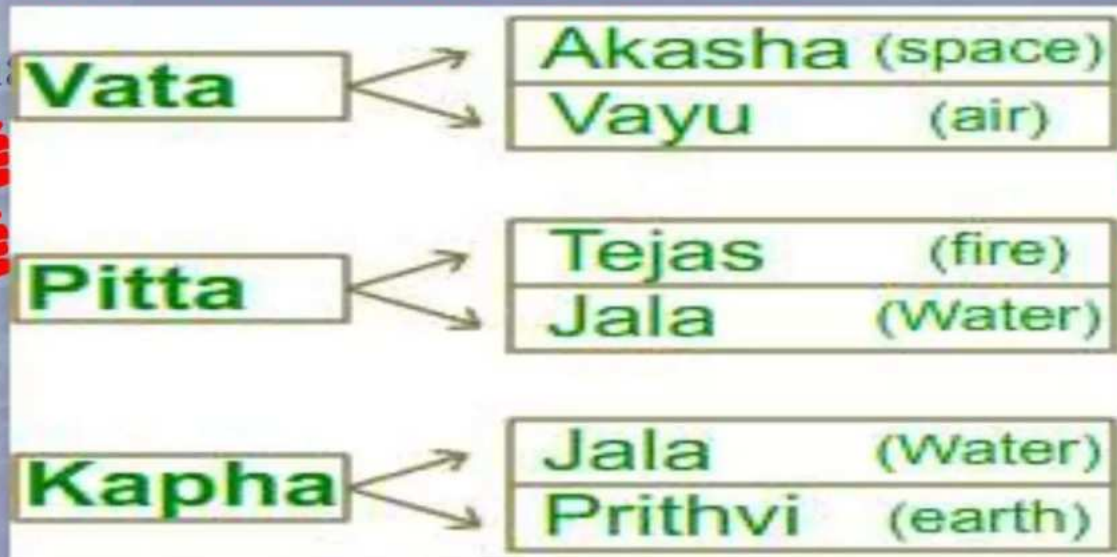 Vata
Akasha (space)
Vayu (air)
Pitta
Tejas (fire)
Jala (Water)
Kapha
Jala (Water)
Prithvi (earth)